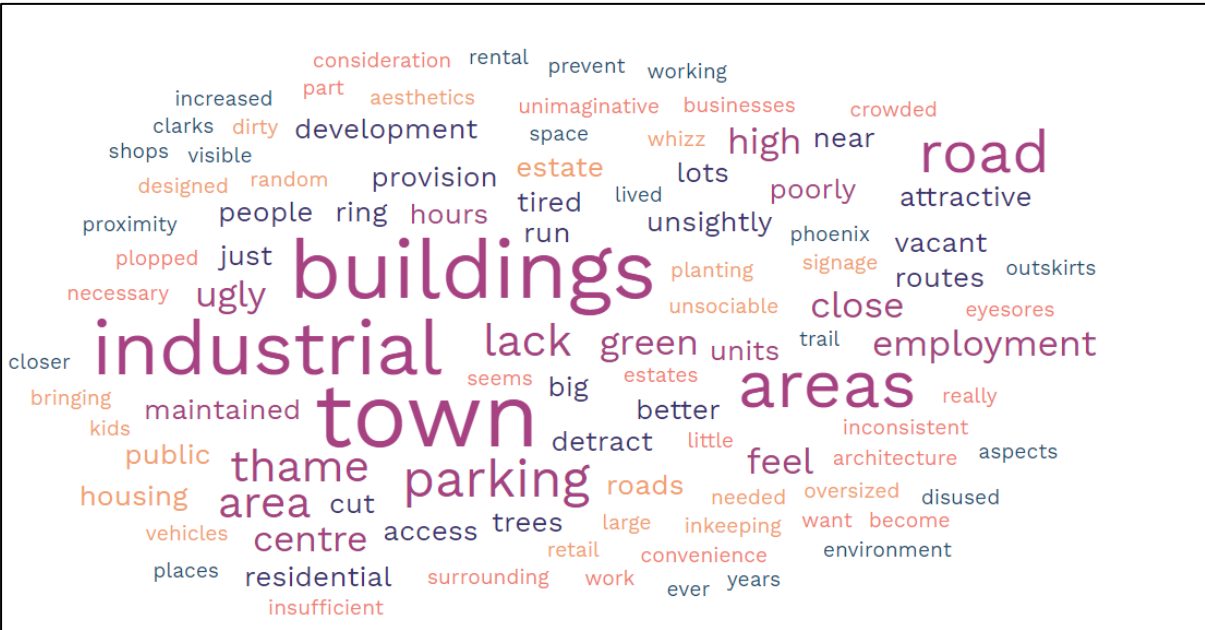 consideration rental prevent working
increased part aesthetics unimaginative businesses crowded
clarks dirty development space whizz high near road
shops visible designed random provision estate lots poorly attractive
proximity people ring hours tired lived unsightly phoenix vacant
plopped just buildings run planting signage routes outskirts
necessary ugly unsociable close eyesores
closer industrial lack green units trail employment
bringing seems big estates areas really
kids maintained town better inconsistent
public thame detract little feel architecture aspects
housing area cut parking roads needed oversized disused
vehicles centre access trees large inkeeping want become
places residential retail convenience environment
surrounding work ever years
insufficient